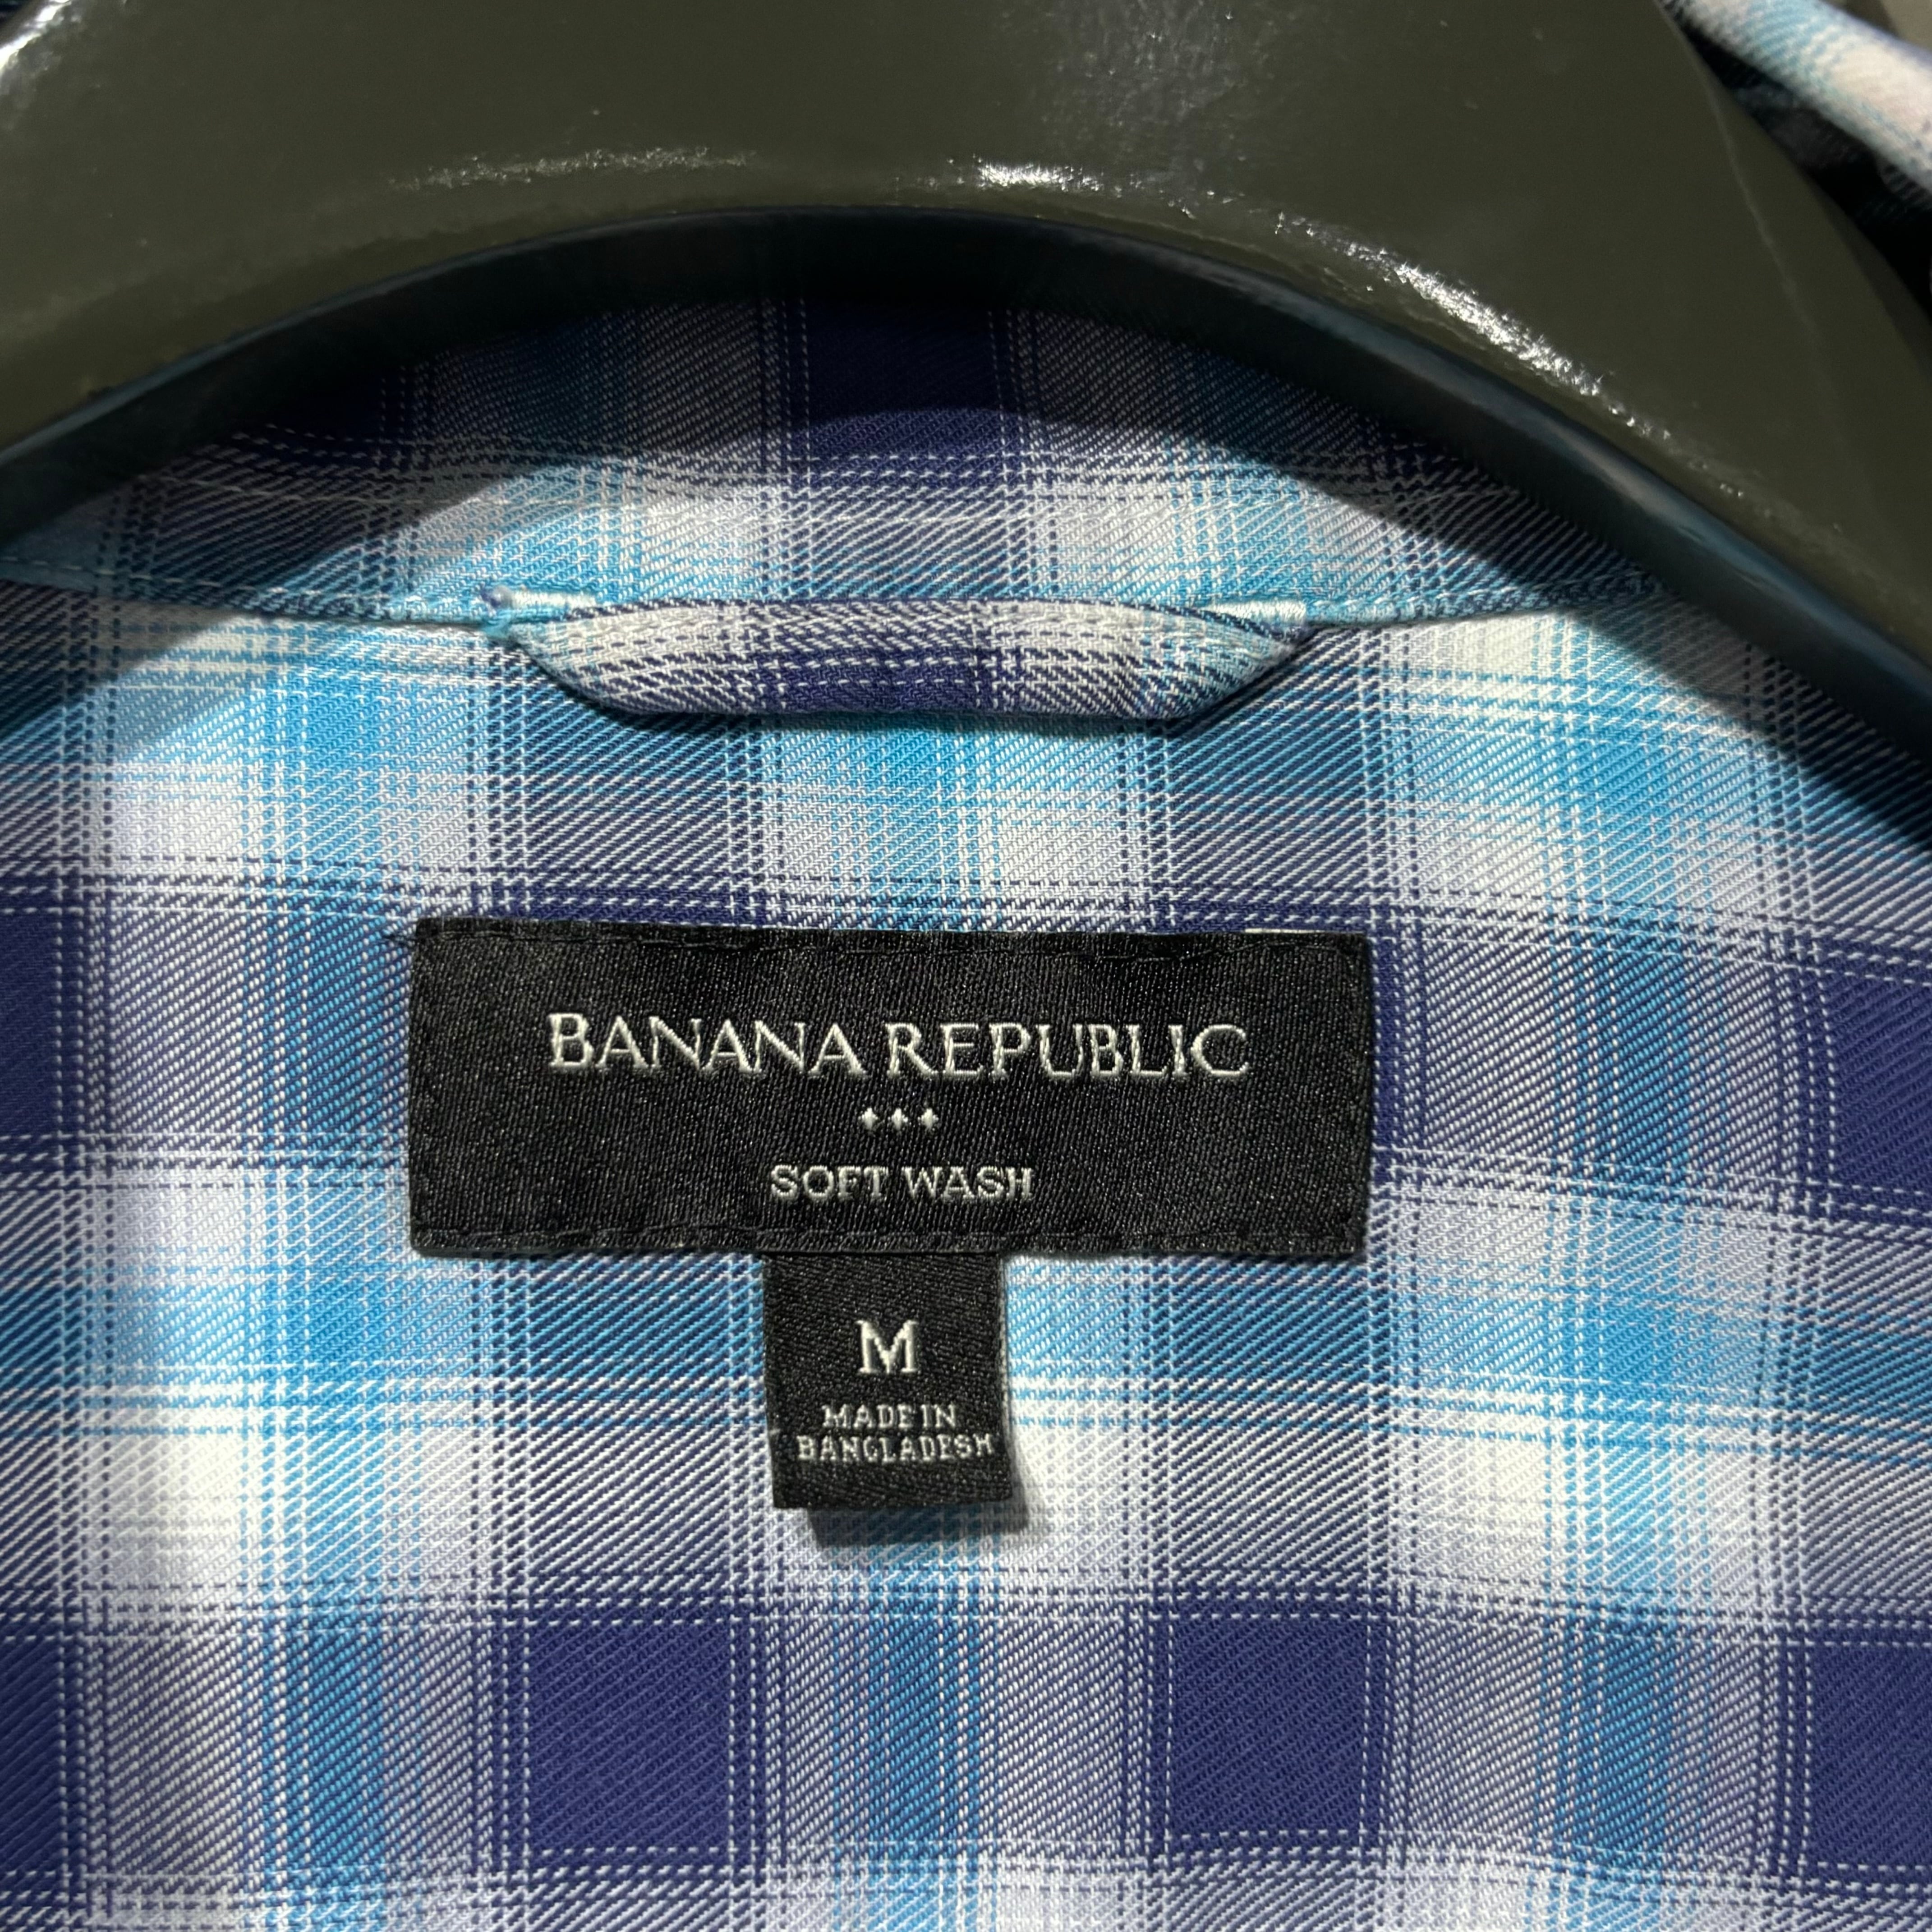 BANANA REPUBLIC
SOFT WASH
M
MADE IN
BANGLADESH